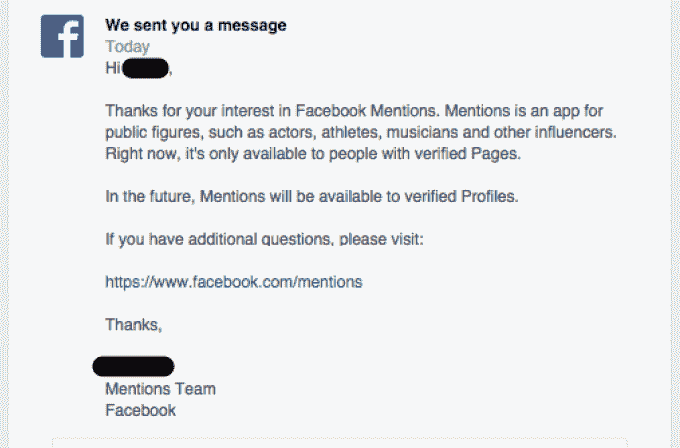 We sent you a message
Today
Hi ,
Thanks for your interest in Facebook Mentions. Mentions is an app for
public figures, such as actors, athletes, musicians and other influencers.
Right now, it's only available to people with verified Pages.
In the future, Mentions will be available to verified Profiles.
If you have additional questions, please visit:
https://www.facebook.com/mentions
Thanks,
Mentions Team
Facebook